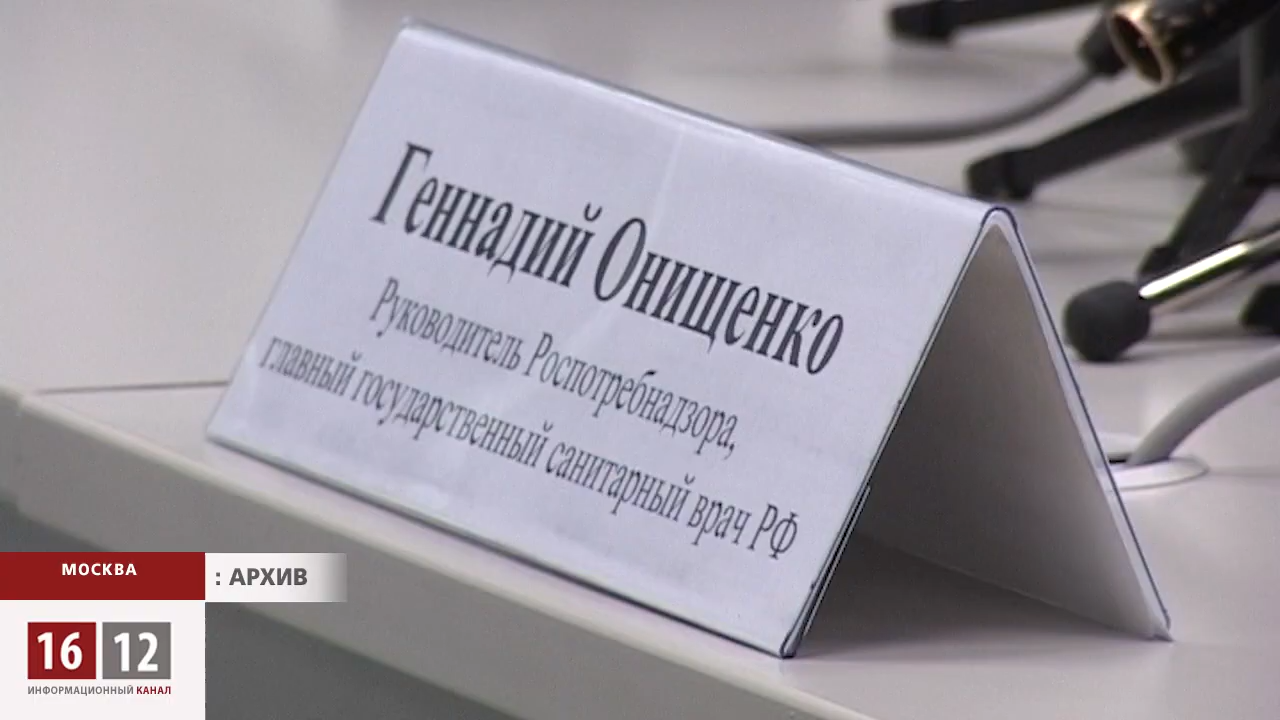 Геннадий Онищенко
Руководитель Роспотребнадзора,
главный государственный санитарный врач РФ
МОСКВА
: АРХИВ
16 12
ИНФОРМАЦИОННЫЙ КАНАЛ